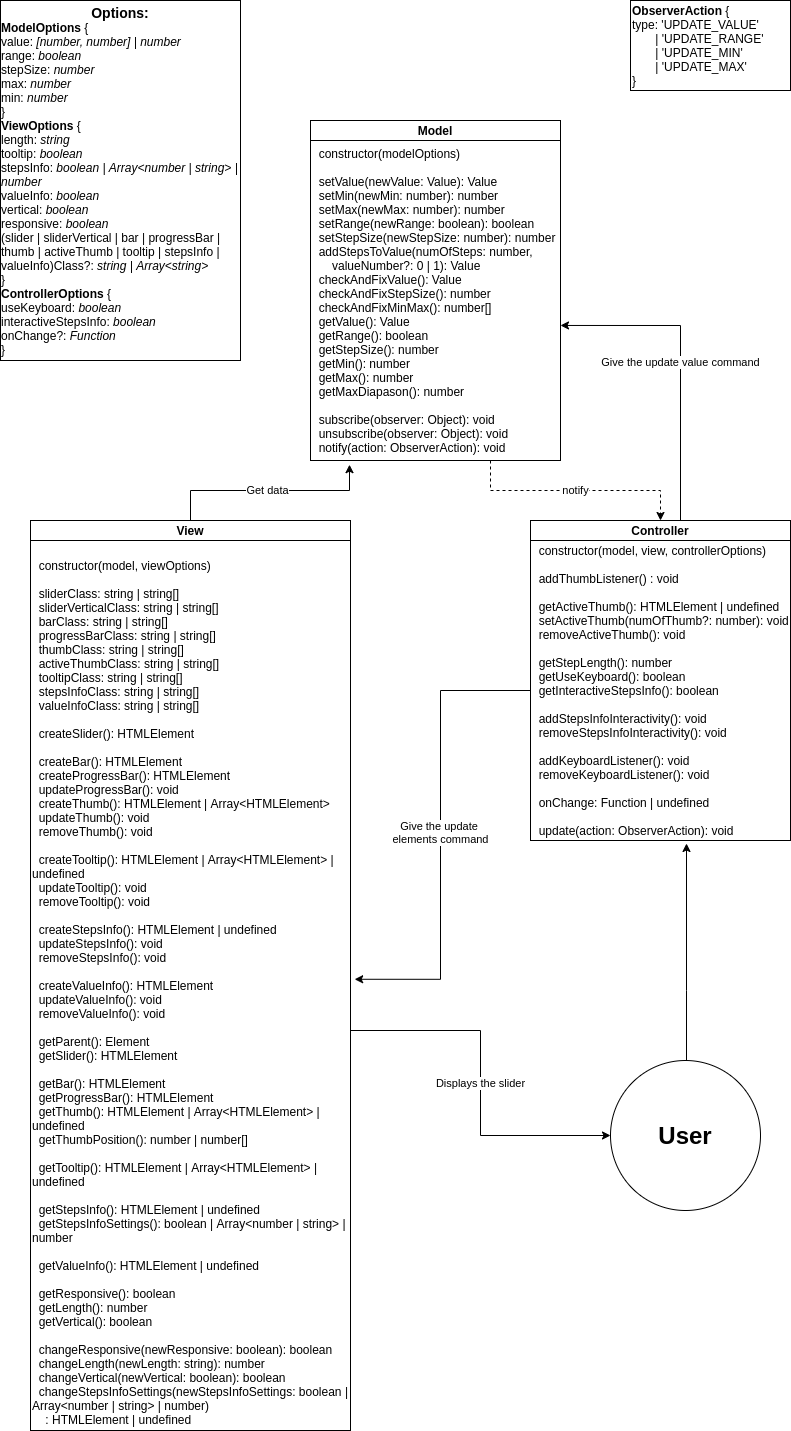 Options:
ModelOptions {
value: [number, number] | number
range: boolean
stepSize: number
max: number
min: number
}
ViewOptions {
length: string
tooltip: boolean
stepsInfo: boolean | Array<number | string> |
number
valueInfo: boolean
vertical: boolean
responsive: boolean
(slider | sliderVertical | bar | progressBar |
thumb | activeThumb | tooltip | stepsInfo |
valueInfo)Class?: string | Array<string>
}
ControllerOptions {
useKeyboard: boolean
interactiveStepsInfo: boolean
onChange?: Function
}
ObserverAction {
type: 'UPDATE_VALUE'
| 'UPDATE_RANGE'
| 'UPDATE_MIN'
| 'UPDATE_MAX'
}
Model
constructor(modelOptions)
setValue(newValue: Value): Value
setMin(newMin: number): number
setMax(newMax: number): number
setRange(newRange: boolean): boolean
setStepSize(newStepSize: number): number
addStepsToValue(numOfSteps: number,
valueNumber?: 0 | 1): Value
checkAndFixValue(): Value
checkAndFixStepSize(): number
checkAndFixMinMax(): number[]
getValue(): Value
getRange(): boolean
getStepSize(): number
getMin(): number
getMax(): number
getMaxDiapason(): number
subscribe(observer: Object): void
unsubscribe(observer: Object): void
notify(action: ObserverAction): void
Give the update value command
Get data
notify
View
constructor(model, viewOptions)
sliderClass: string | string[]
sliderVerticalClass: string | string[]
barClass: string | string[]
progressBarClass: string | string[]
thumbClass: string | string[]
activeThumbClass: string | string[]
tooltipClass: string | string[]
stepsInfoClass: string | string[]
valueInfoClass: string | string[]
createSlider(): HTMLElement
createBar(): HTMLElement
createProgressBar(): HTMLElement
updateProgressBar(): void
createThumb(): HTMLElement | Array<HTMLElement>
updateThumb(): void
removeThumb(): void
createTooltip(): HTMLElement | Array<HTMLElement> |
undefined
updateTooltip(): void
removeTooltip(): void
createStepsInfo(): HTMLElement | undefined
updateStepsInfo(): void
removeStepsInfo(): void
createValueInfo(): HTMLElement
updateValueInfo(): void
removeValueInfo(): void
getParent(): Element
getSlider(): HTMLElement
getBar(): HTMLElement
getProgressBar(): HTMLElement
getThumb(): HTMLElement | Array<HTMLElement> |
undefined
getThumbPosition(): number | number[]
getTooltip(): HTMLElement | Array<HTMLElement> |
undefined
getStepsInfo(): HTMLElement | undefined
getStepsInfoSettings(): boolean | Array<number | string> |
number
getValueInfo(): HTMLElement | undefined
getResponsive(): boolean
getLength(): number
getVertical(): boolean
changeResponsive(newResponsive: boolean): boolean
changeLength(newLength: string): number
changeVertical(newVertical: boolean): boolean
changeStepsInfoSettings(newStepsInfoSettings: boolean |
Array<number | string> | number)
: HTMLElement | undefined
Controller
constructor(model, view, controllerOptions)
addThumbListener() : void
getActiveThumb(): HTMLElement | undefined
setActiveThumb(numOfThumb?: number): void
removeActiveThumb(): void
getStepLength(): number
getUseKeyboard(): boolean
getInteractiveStepsInfo(): boolean
addStepsInfoInteractivity(): void
removeStepsInfoInteractivity(): void
addKeyboardListener(): void
removeKeyboardListener(): void
onChange: Function | undefined
update(action: ObserverAction): void
Give the update
elements command
Displays the slider
User